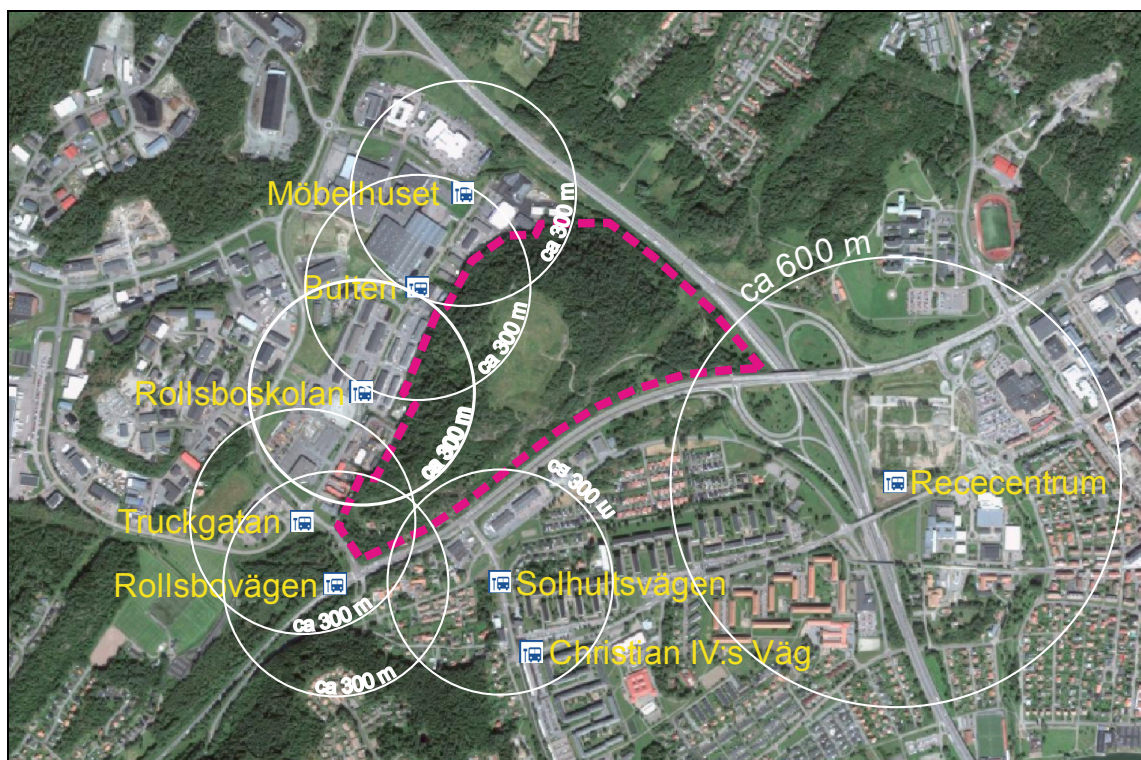 Möbelhuset
ca 300 m
ca 600 m
Bulten
ca 300 m
Rollsboskolan
ca 300 m
ca 300 m
Rececentrum
Truckgatan
Rollsbovägen
Solhultsvägen
ca 300 m
Christian IV:s Väg
ca 300 m